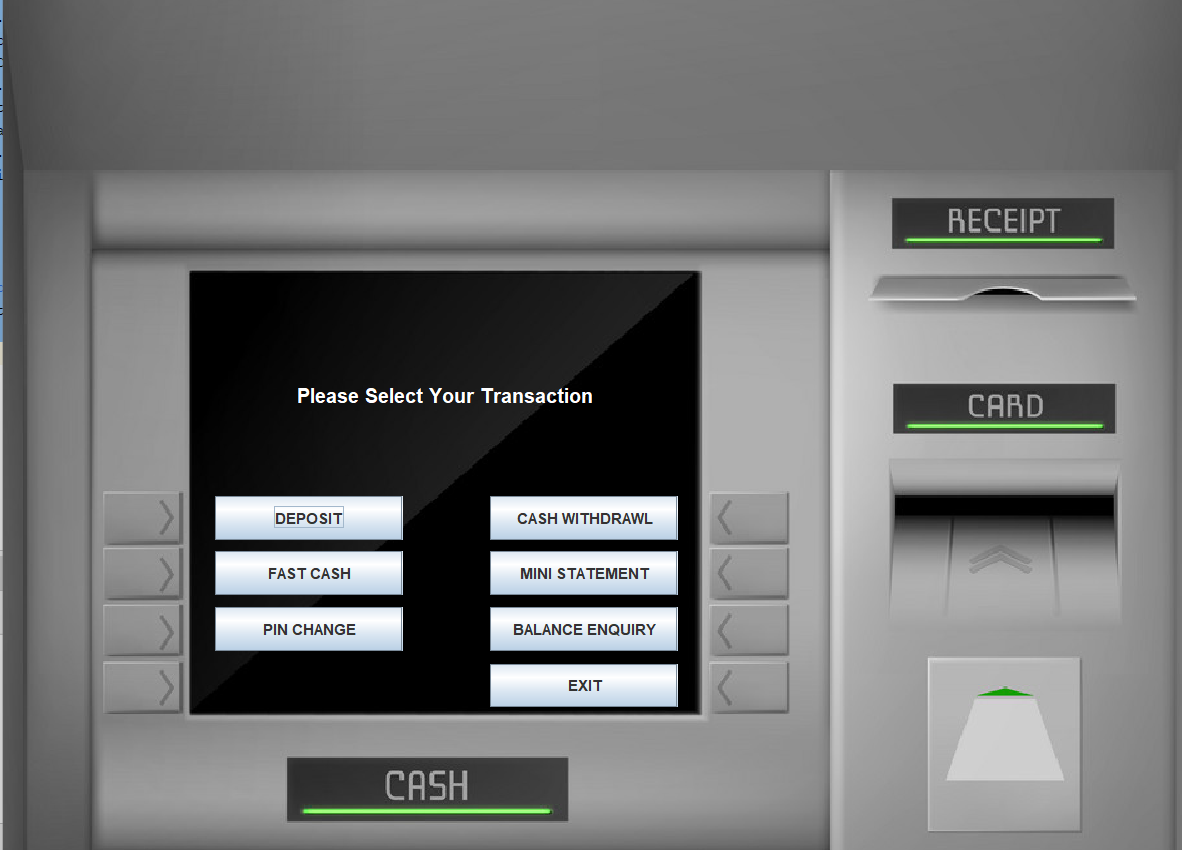 RECEIPT
Please Select Your Transaction
CARD
DEPOSIT
CASH WITHDRAWL
FAST CASH
MINI STATEMENT
PIN CHANGE
BALANCE ENQUIRY
EXIT
CASH